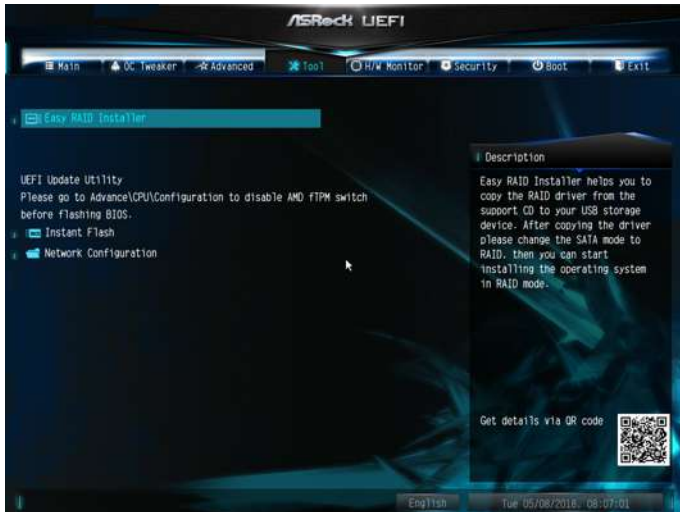 ASRock UEFI
Main OC Tweaker Advanced Tool H/W Monitor Security Boot Exit
Easy RAID Installer
UEFI Update Utility
Please go to Advance\CPU\Configuration to disable AMD fTPM switch
before flashing BIOS.
Instant Flash
Network Configuration
Description
Easy RAID Installer helps you to
copy the RAID driver from the
support CD to your USB storage
device. After copying the driver
please change the SATA mode to
RAID, then you can start
installing the operating system
in RAID mode.
Get details via QR code
English
Tue 05/08/2018. 08:07:01